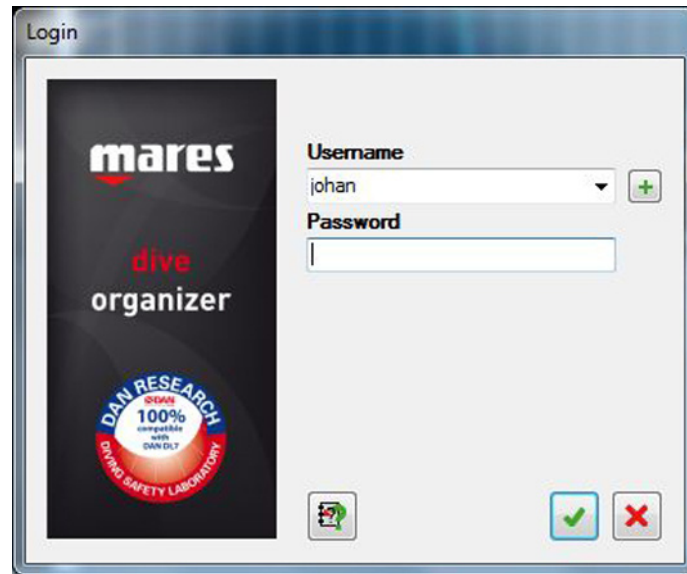 Login
mares
dive
organizer
DAN RESEARCH
DAN
100%
compatible
with
DAN DL7
DIVING SAFETY LABORATORY
Username
johan
Password